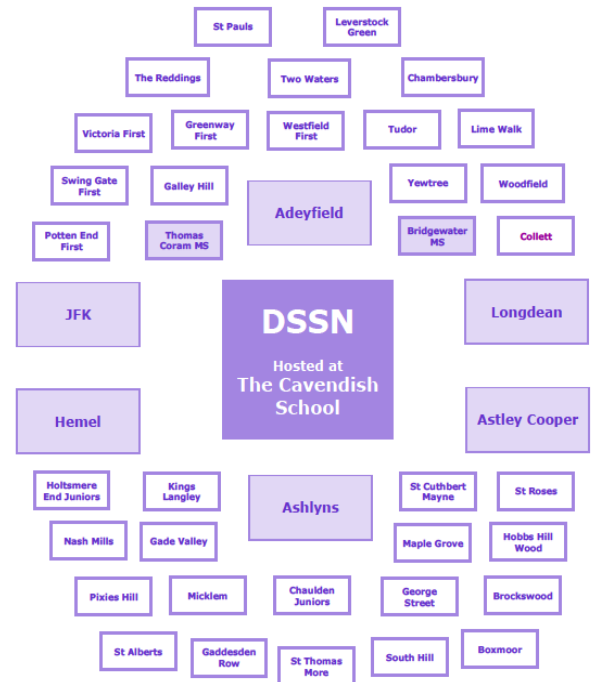 St Pauls
Leverstock
Green
The Reddings
Two Waters
Chambersbury
Victoria First
Greenway
First
Westfield
First
Tudor
Lime Walk
Swing Gate
First
Galley Hill
Adeyfield
Yewtree
Woodfield
Potten End
First
Thomas
Coram MS
Bridgewater
MS
Collett
JFK
DSSN
Hosted at
The Cavendish
School
Longdean
Hemel
Astley Cooper
Holtsmere
End Juniors
Kings
Langley
Ashlyns
St Cuthbert
Mayne
St Roses
Nash Mills
Gade Valley
Maple Grove
Hobbs Hill
Wood
Pixies Hill
Micklem
Chaulden
Juniors
George
Street
Brockswood
St Alberts
Gaddesden
Row
St Thomas
More
South Hill
Boxmoor